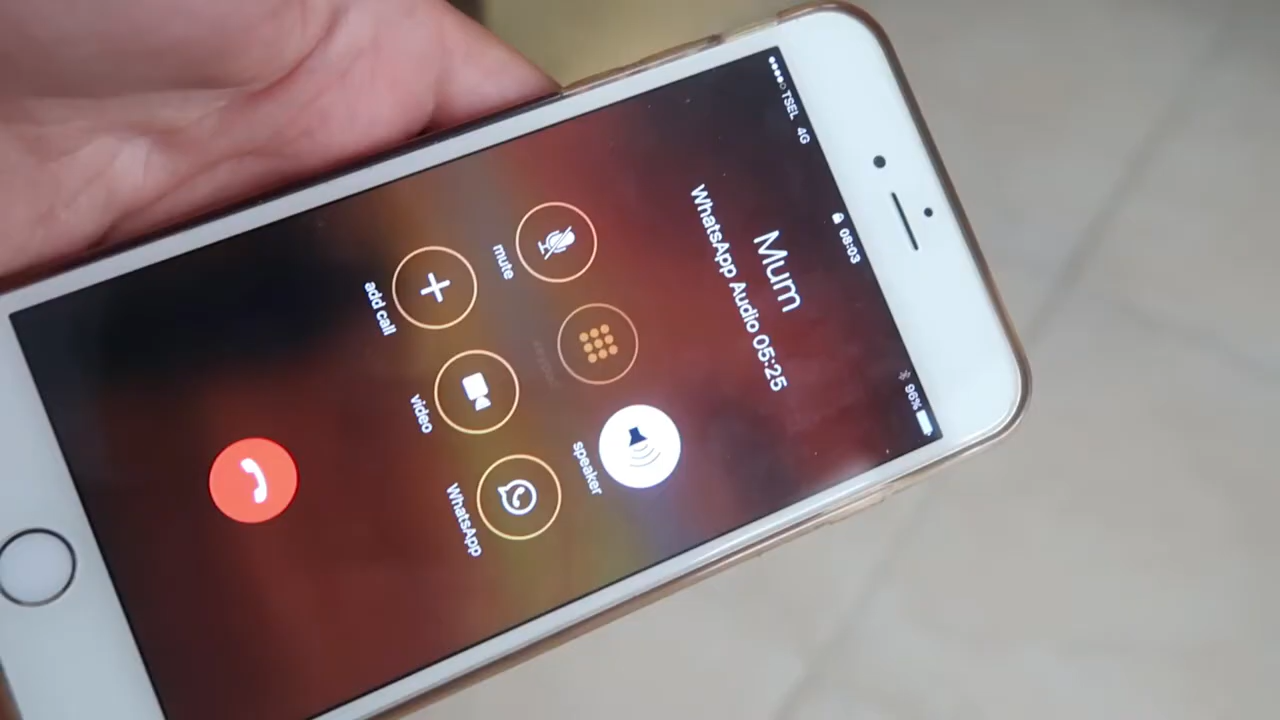 TSEL 4G 08:03 96%
Mum
WhatsApp Audio 05:25
mute
speaker
add call
video
WhatsApp